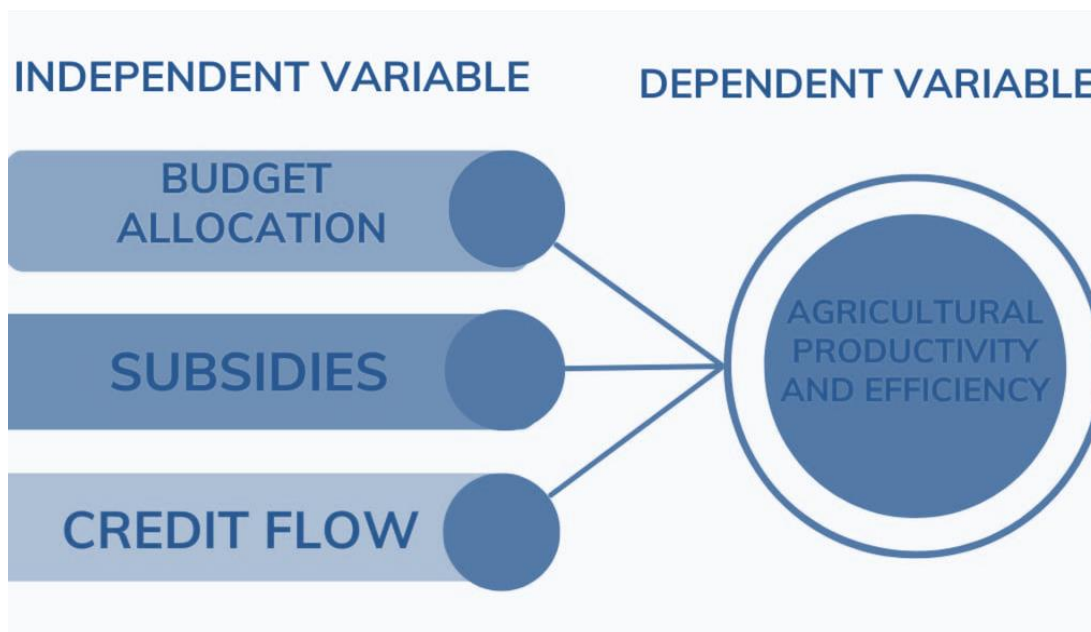 INDEPENDENT VARIABLE
DEPENDENT VARIABLE
BUDGET
ALLOCATION
SUBSIDIES
CREDIT FLOW
AGRICULTURAL
PRODUCTIVITY
AND EFFICIENCY